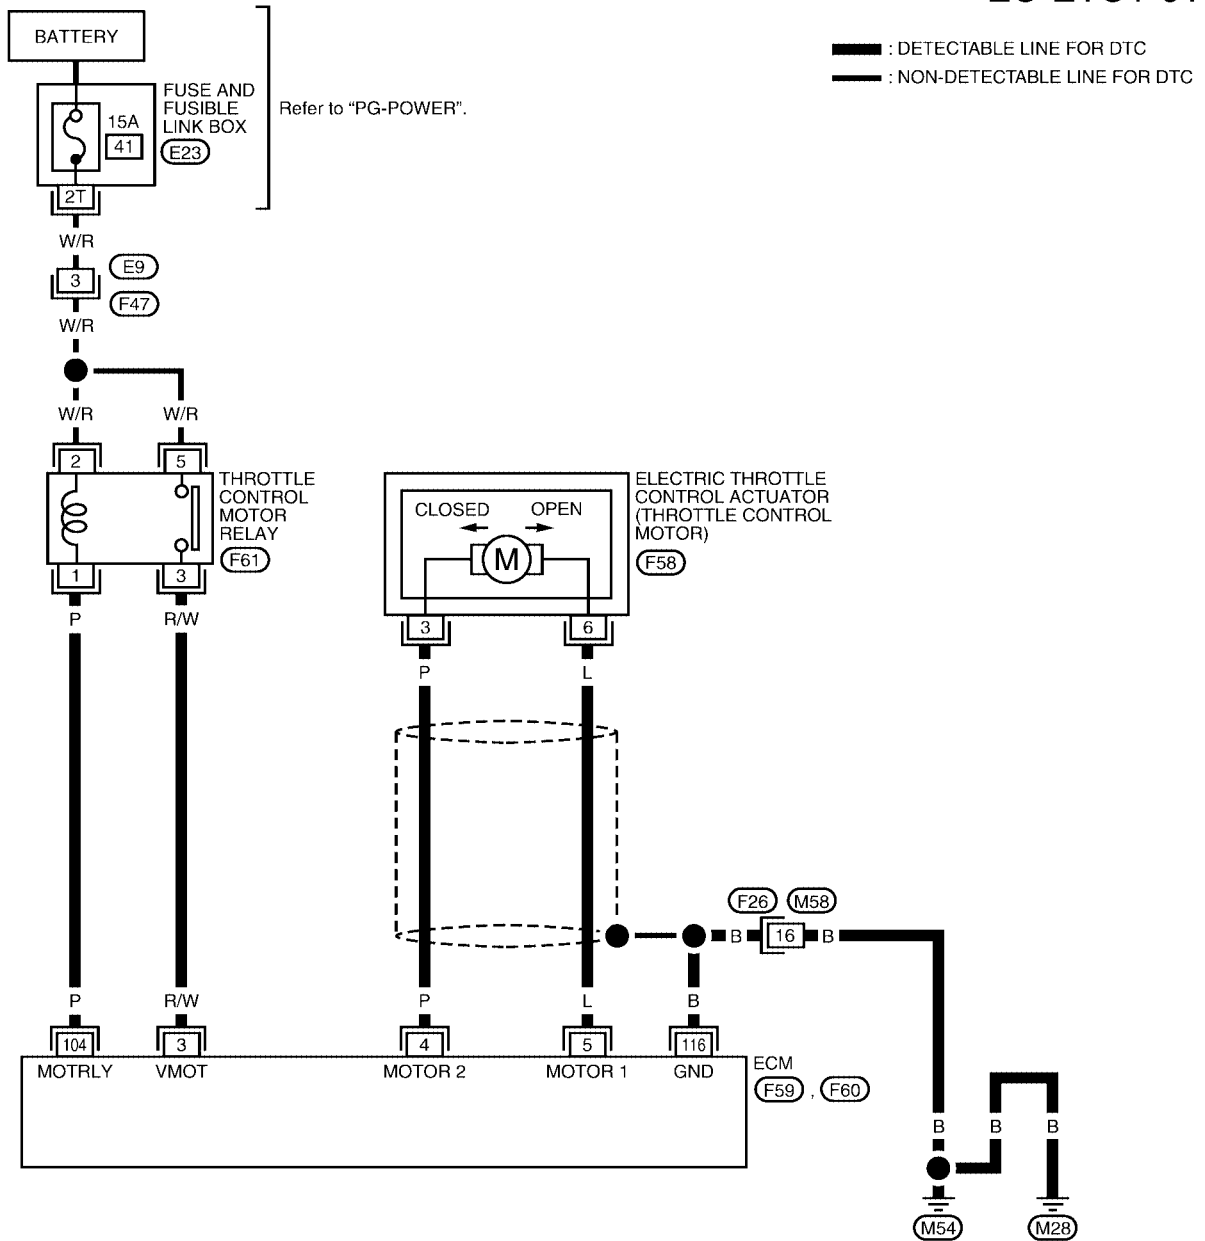 BATTERY
: DETECTABLE LINE FOR DTC
: NON-DETECTABLE LINE FOR DTC
FUSE AND
FUSIBLE
LINK BOX
E23
15A
41
Refer to “PG-POWER”.
2T
W/R
E9
3
F47
W/R
W/R
W/R
2
5
THROTTLE
CONTROL
MOTOR
RELAY
F61
1
3
P
R/W
CLOSED
OPEN
M
ELECTRIC THROTTLE
CONTROL ACTUATOR
(THROTTLE CONTROL
MOTOR)
F58
3
6
P
L
F26
M58
B
16
B
P
R/W
P
L
B
104
3
4
5
116
MOTRLY
VMOT
MOTOR 2
MOTOR 1
GND
ECM
F59 , F60
B
B
B
M54
M28